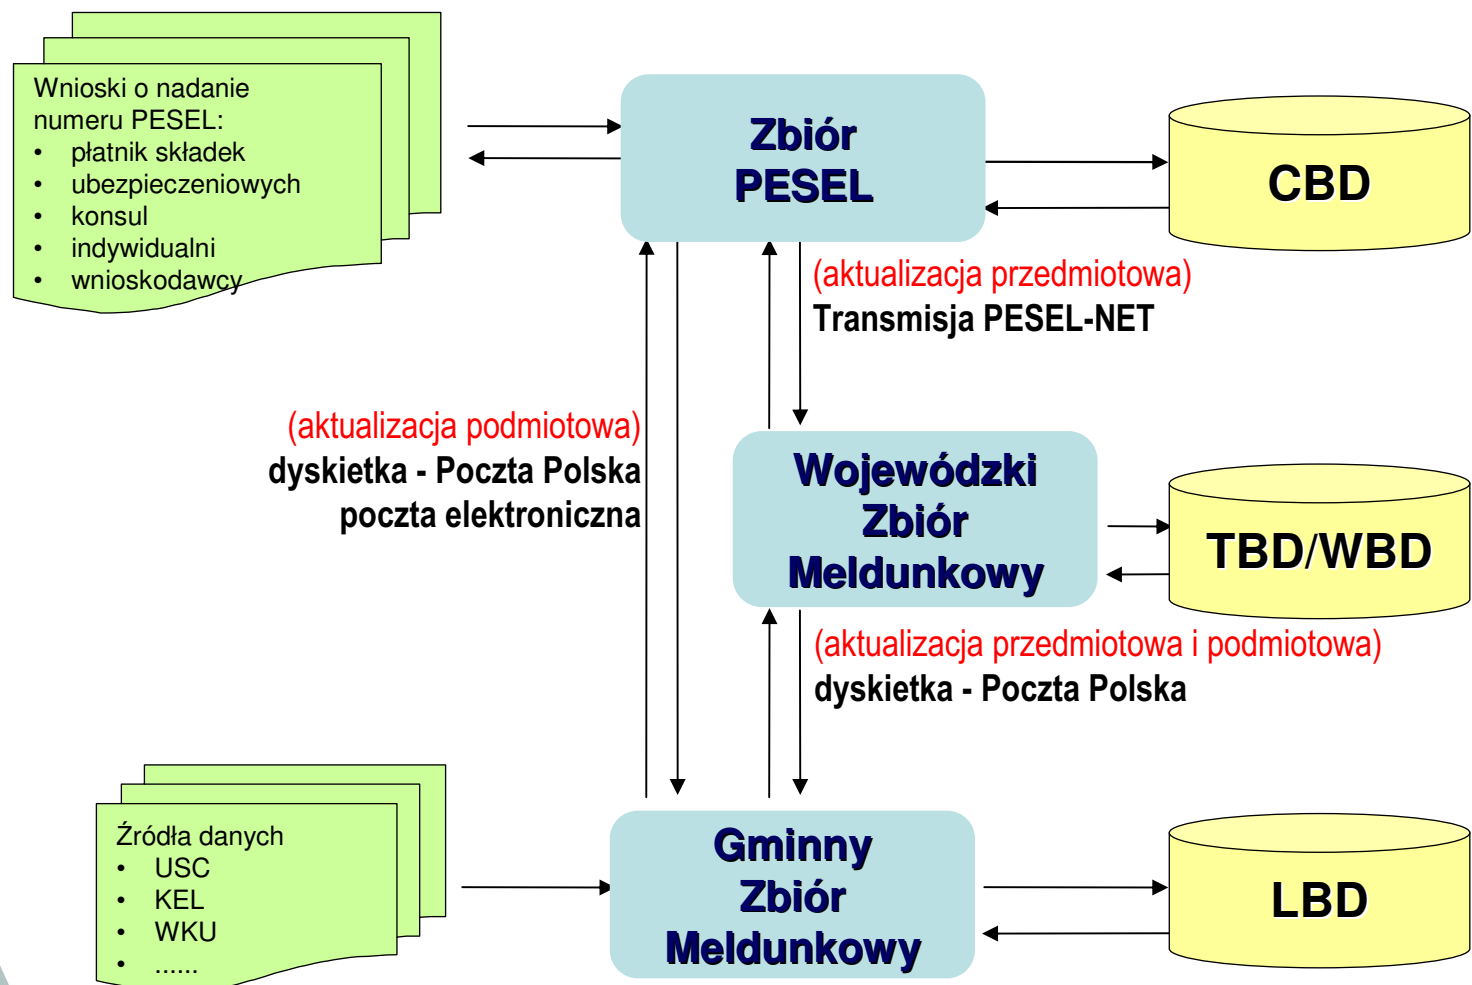 Wnioski o nadanie
numeru PESEL:
• płatnik składek
• ubezpieczeniowych
• konsul
• indywidualni
• wnioskodawcy
Zbiór
PESEL
CBD
(aktualizacja przedmiotowa)
Transmisja PESEL-NET
(aktualizacja podmiotowa)
dyskietka - Poczta Polska
poczta elektroniczna
Wojewódzki
Zbiór
Meldunkowy
TBD/WBD
(aktualizacja przedmiotowa i podmiotowa)
dyskietka - Poczta Polska
Źródła danych
• USC
• KEL
• WKU
• ......
Gminny
Zbiór
Meldunkowy
LBD